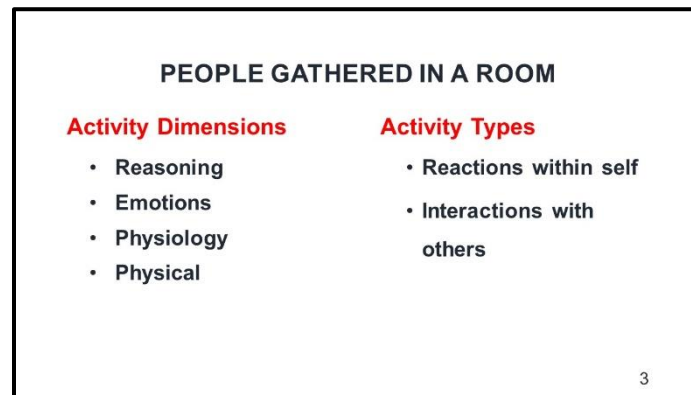 PEOPLE GATHERED IN A ROOM
Activity Dimensions
• Reasoning
• Emotions
• Physiology
• Physical
Activity Types
• Reactions within self
• Interactions with
others
3